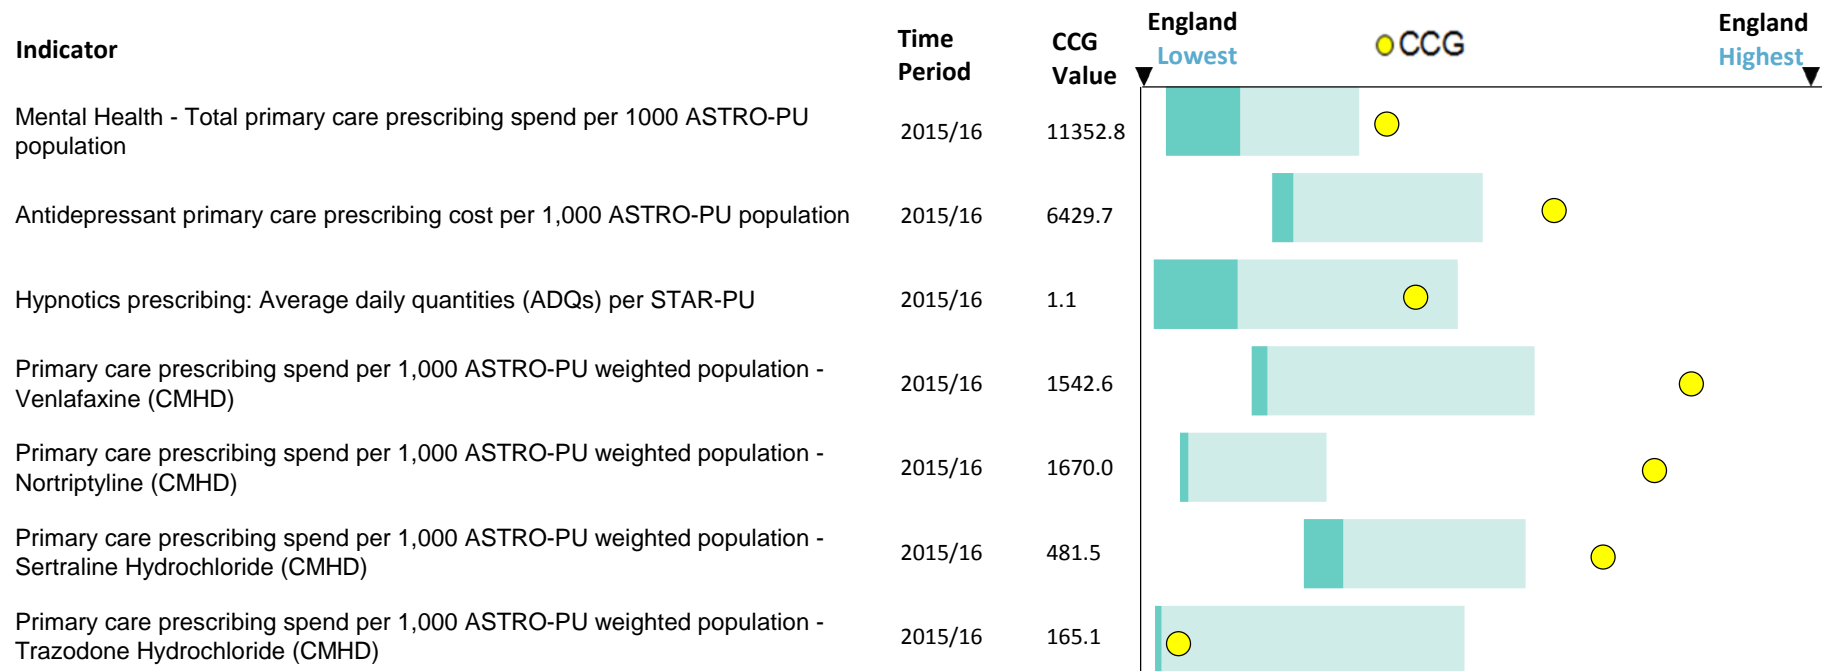 Indicator
Time
Period
CCG
Value
England
Lowest
CCG
England
Highest
Mental Health - Total primary care prescribing spend per 1000 ASTRO-PU
population
2015/16
11352.8
Antidepressant primary care prescribing cost per 1,000 ASTRO-PU population
2015/16
6429.7
Hypnotics prescribing: Average daily quantities (ADQs) per STAR-PU
2015/16
1.1
Primary care prescribing spend per 1,000 ASTRO-PU weighted population -
Venlafaxine (CMHD)
2015/16
1542.6
Primary care prescribing spend per 1,000 ASTRO-PU weighted population -
Nortriptyline (CMHD)
2015/16
1670.0
Primary care prescribing spend per 1,000 ASTRO-PU weighted population -
Sertraline Hydrochloride (CMHD)
2015/16
481.5
Primary care prescribing spend per 1,000 ASTRO-PU weighted population -
Trazodone Hydrochloride (CMHD)
2015/16
165.1